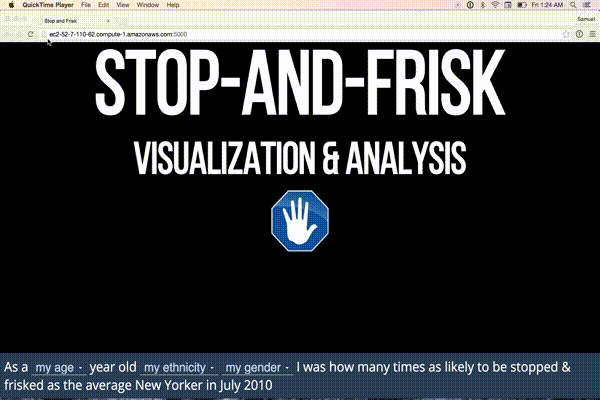 QuickTime Player File Edit View Window Help Fri 1:24 AM
Stop and Frisk Samuel
ec2-52-7-110-62.compute-1.amazonaws.com:5000
STOP-AND-FRISK
VISUALIZATION & ANALYSIS
As a my age year old my ethnicity my gender I was how many times as likely to be stopped &
frisked as the average New Yorker in July 2010